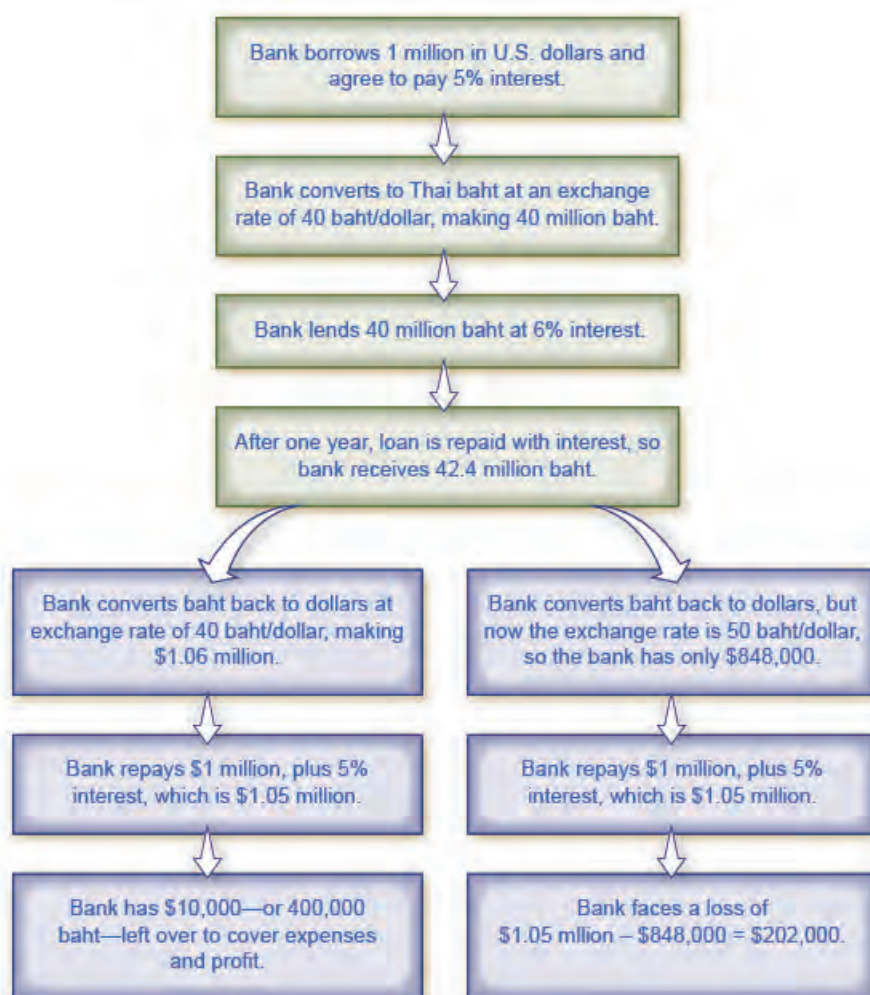 Bank borrows 1 million in U.S. dollars and
agree to pay 5% interest.
Bank converts to Thai baht at an exchange
rate of 40 baht/dollar, making 40 million baht.
Bank lends 40 million baht at 6% interest.
After one year, loan is repaid with interest, so
bank receives 42.4 million baht.
Bank converts baht back to dollars at
exchange rate of 40 baht/dollar, making
$1.06 million.
Bank repays $1 million, plus 5%
interest, which is $1.05 million.
Bank has $10,000—or 400,000
baht—left over to cover expenses
and profit.
Bank converts baht back to dollars, but
now the exchange rate is 50 baht/dollar,
so the bank has only $848,000.
Bank repays $1 million, plus 5%
interest, which is $1.05 million.
Bank faces a loss of
$1.05 mllion – $848,000 = $202,000.